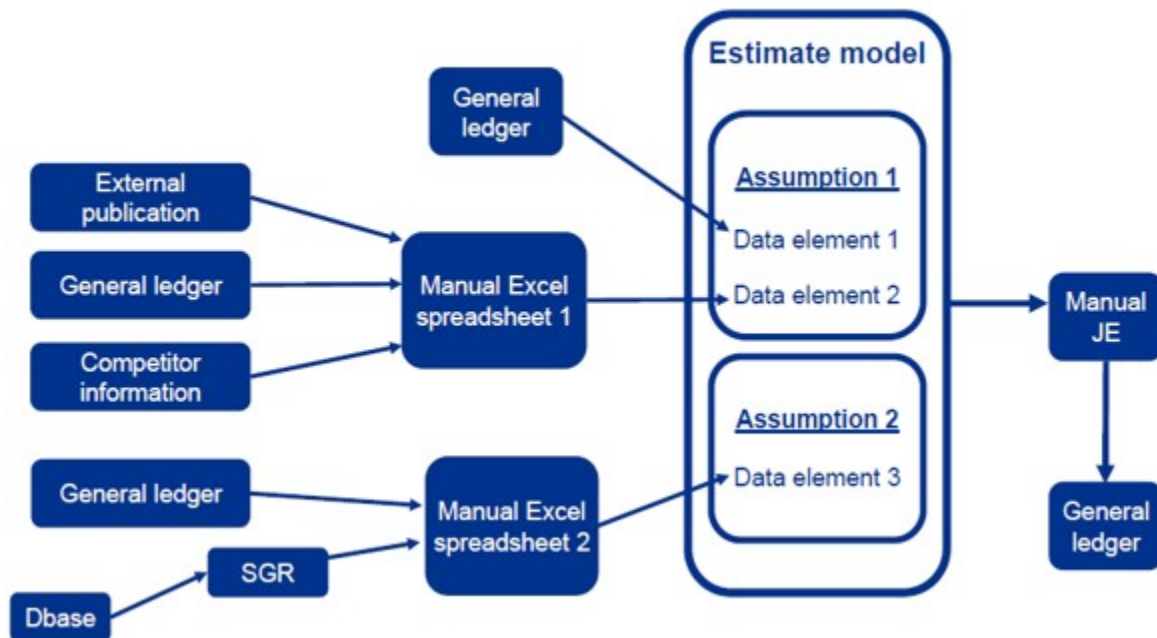 Estimate model
General
ledger
Assumption 1
Data element 1
Data element 2
External
publication
General ledger
Competitor
information
Manual Excel
spreadsheet 1
Assumption 2
Data element 3
General ledger
SGR
Dbase
Manual Excel
spreadsheet 2
Manual
JE
General
ledger